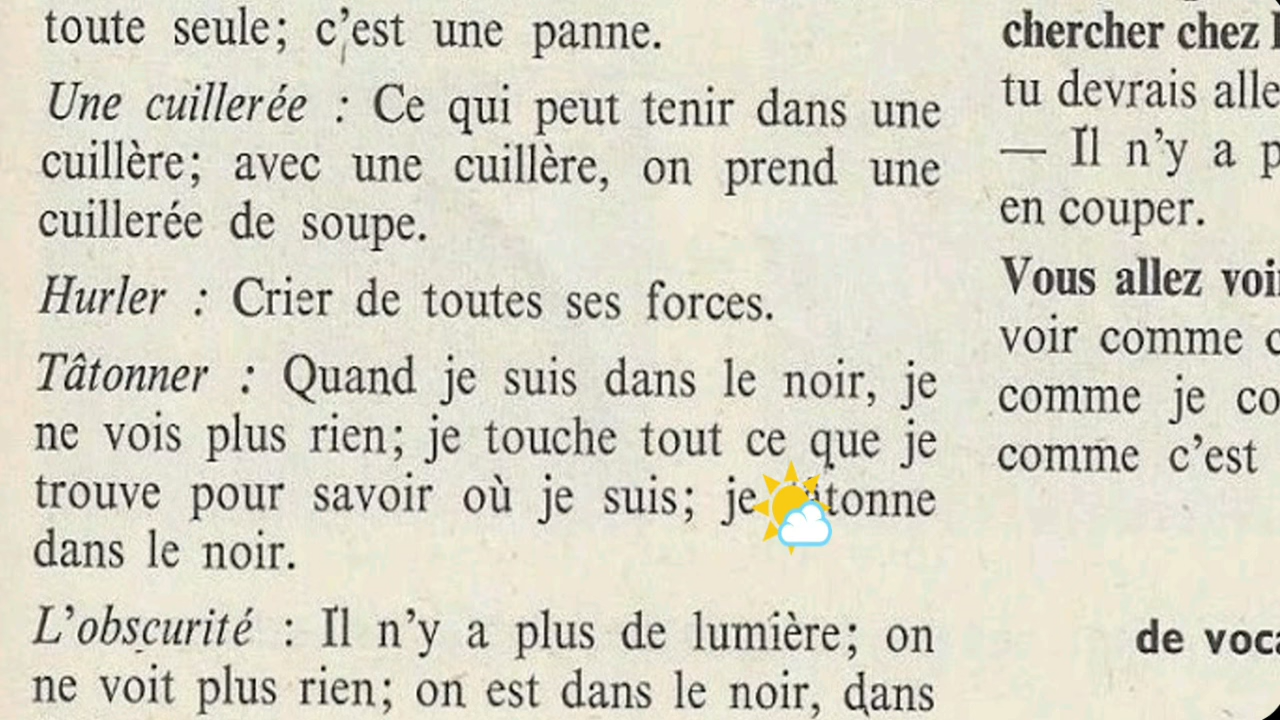 toute seule; c'est une panne.
Une cuillerée : Ce qui peut tenir dans une
cuillère; avec une cuillère, on prend une
cuillerée de soupe.
Hurler : Crier de toutes ses forces.
Tâtonner : Quand je suis dans le noir, je
ne vois plus rien; je touche tout ce que je
trouve pour savoir où je suis; je
dans le noir.
L'obscurité : Il n'y a plus de lumière; on
ne voit plus rien; on est dans le noir, dans
chercher chez
tu devrais
— Il n'y a
en couper.
Vous allez
voir comme
comme je
comme c'est
de